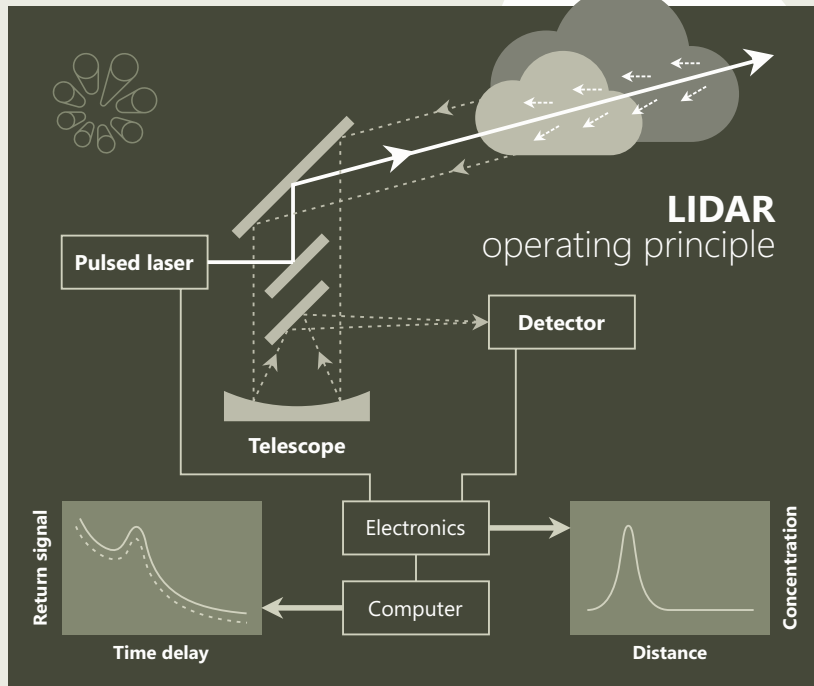 LIDAR
operating principle
Pulsed laser
Detector
Telescope
Electronics
Return signal
Concentration
Computer
Time delay
Distance